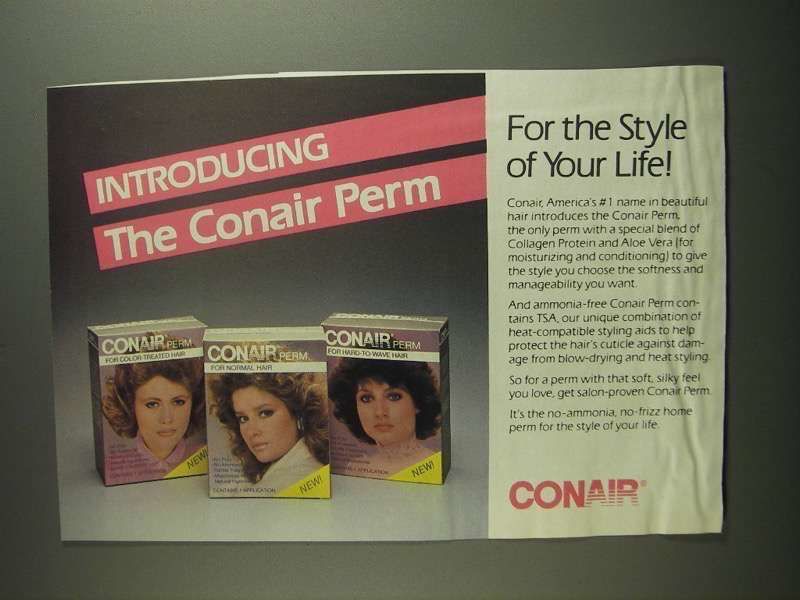 INTRODUCING
The Conair Perm
For the Style
of Your Life!
Conair, America's #1 name in beautiful
hair introduces the Conair Perm,
the only perm with a special blend of
Collagen Protein and Aloe Vera (for
moisturizing and conditioning) to give
the style you choose the softness and
manageability you want.
And ammonia-free Conair Perm con-
tains TSA, our unique combination of
heat-compatible styling aids to help
protect the hair's cuticle against dam-
age from blow-drying and heat styling.
So for a perm with that soft, silky feel
you love, get salon-proven Conair Perm.
It's the no-ammonia, no-frizz home
perm for the style of your life.
CONAIR®
CONAIR® PERM
FOR COLOR-TREATED HAIR
NEW!
CONAIR® PERM
FOR NORMAL HAIR
CONTAINS 1 APPLICATION
NEW!
CONAIR® PERM
FOR HARD-TO-WAVE HAIR
CONTAINS 1 APPLICATION
NEW!